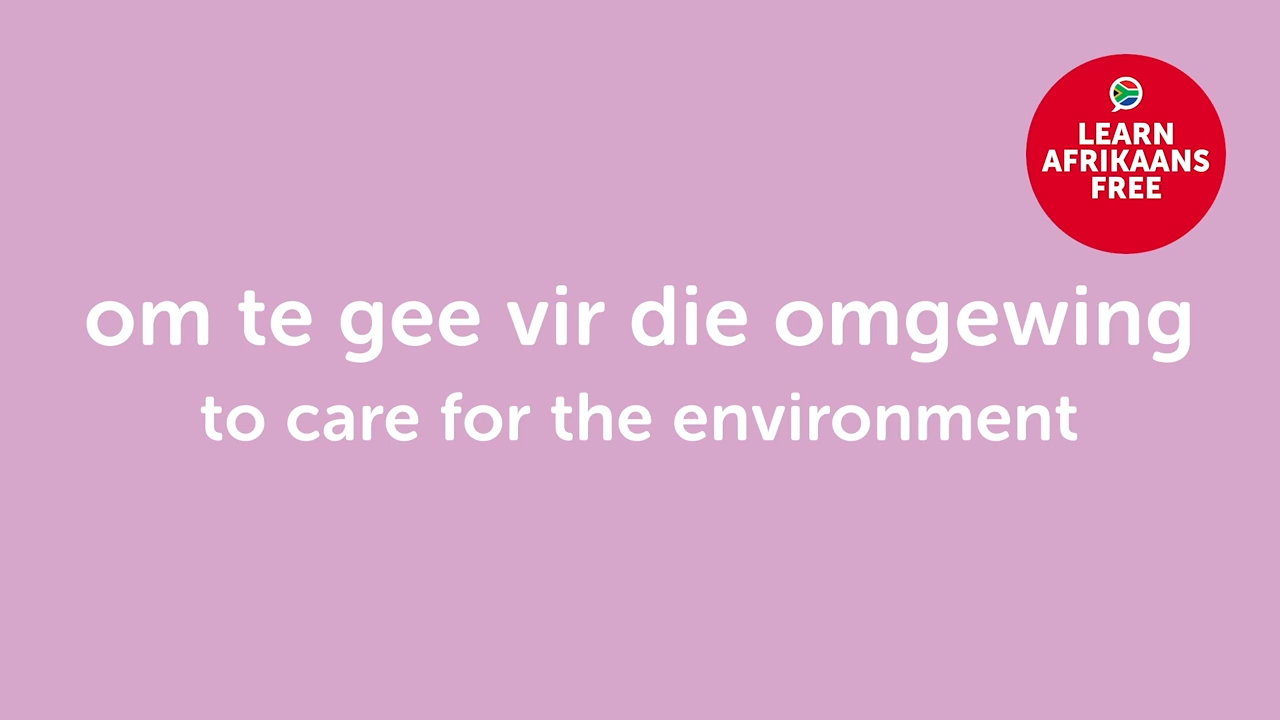 LEARN
AFRIKAANS
FREE
om te gee vir die omgewing
to care for the environment